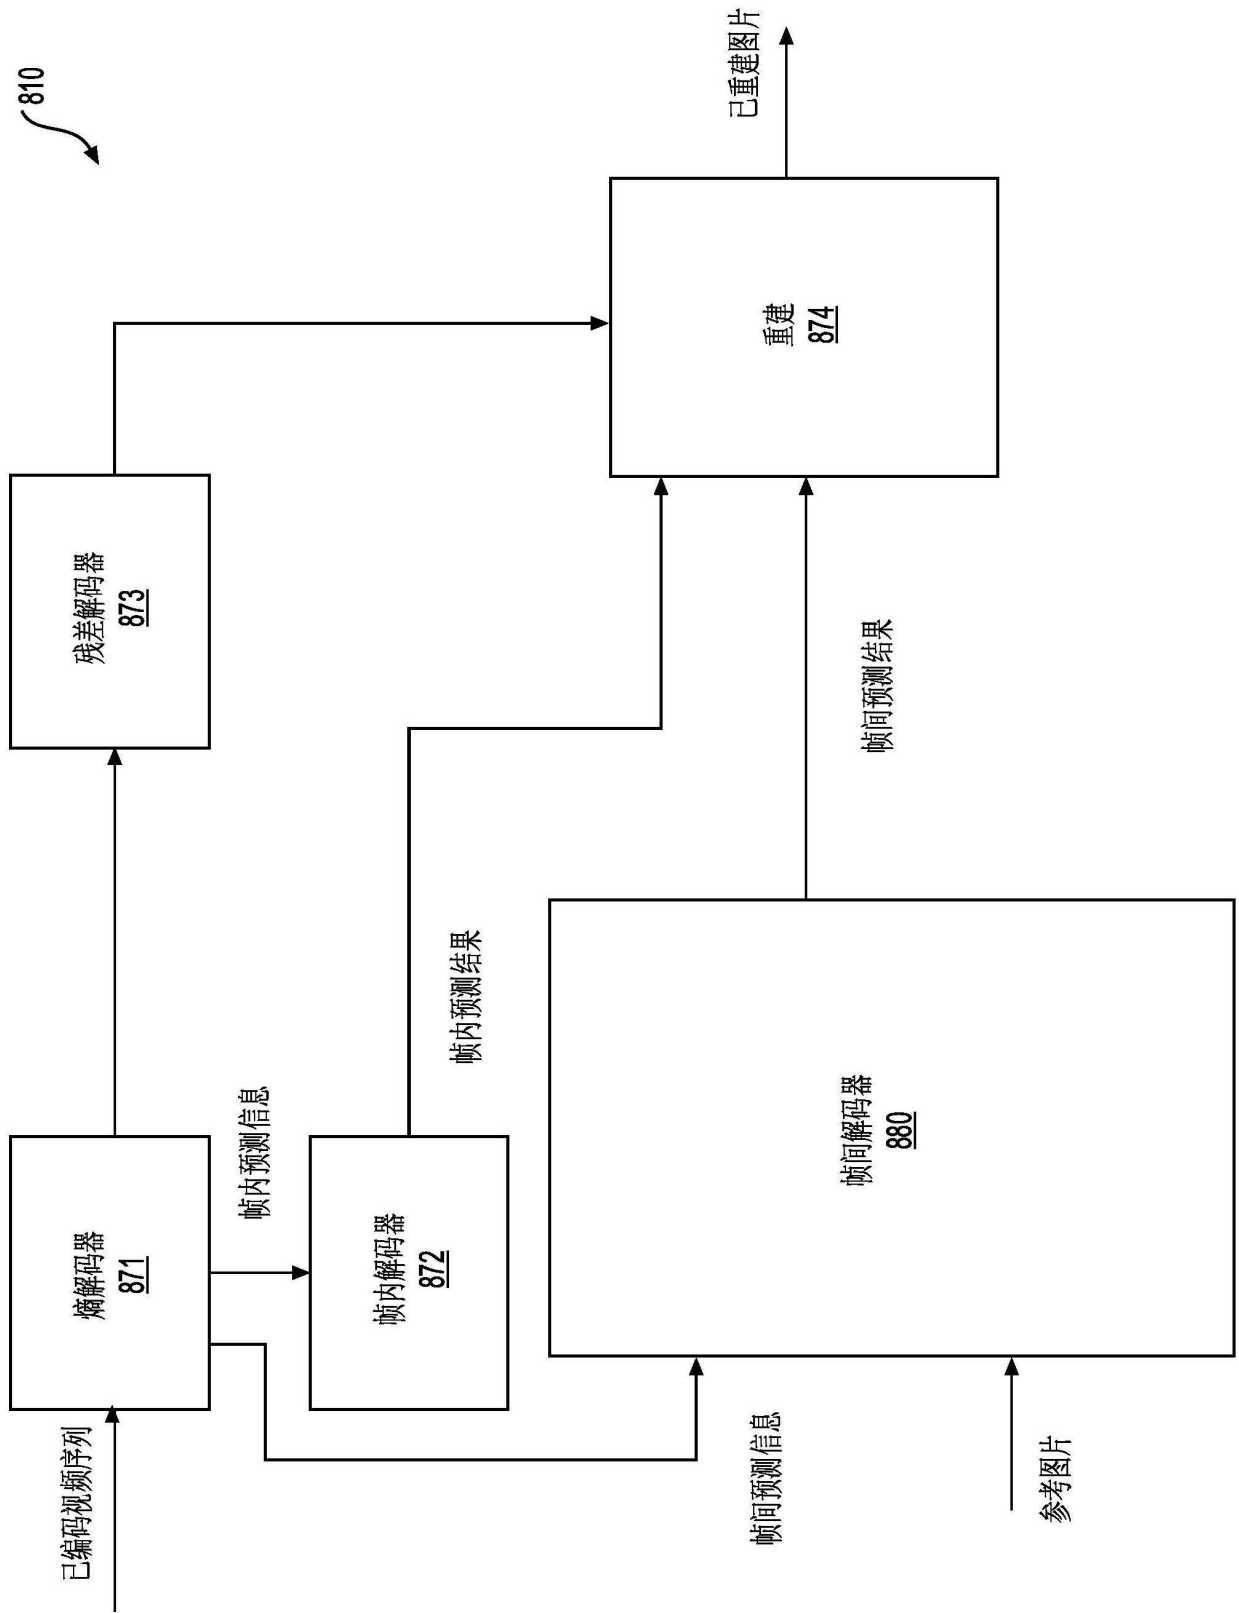 810
已编码视频序列
熵解码器
871
残差解码器
873
帧内预测信息
帧内解码器
872
帧内预测结果
重建
874
已重建图片
帧间预测信息
帧间解码器
880
帧间预测结果
参考图片